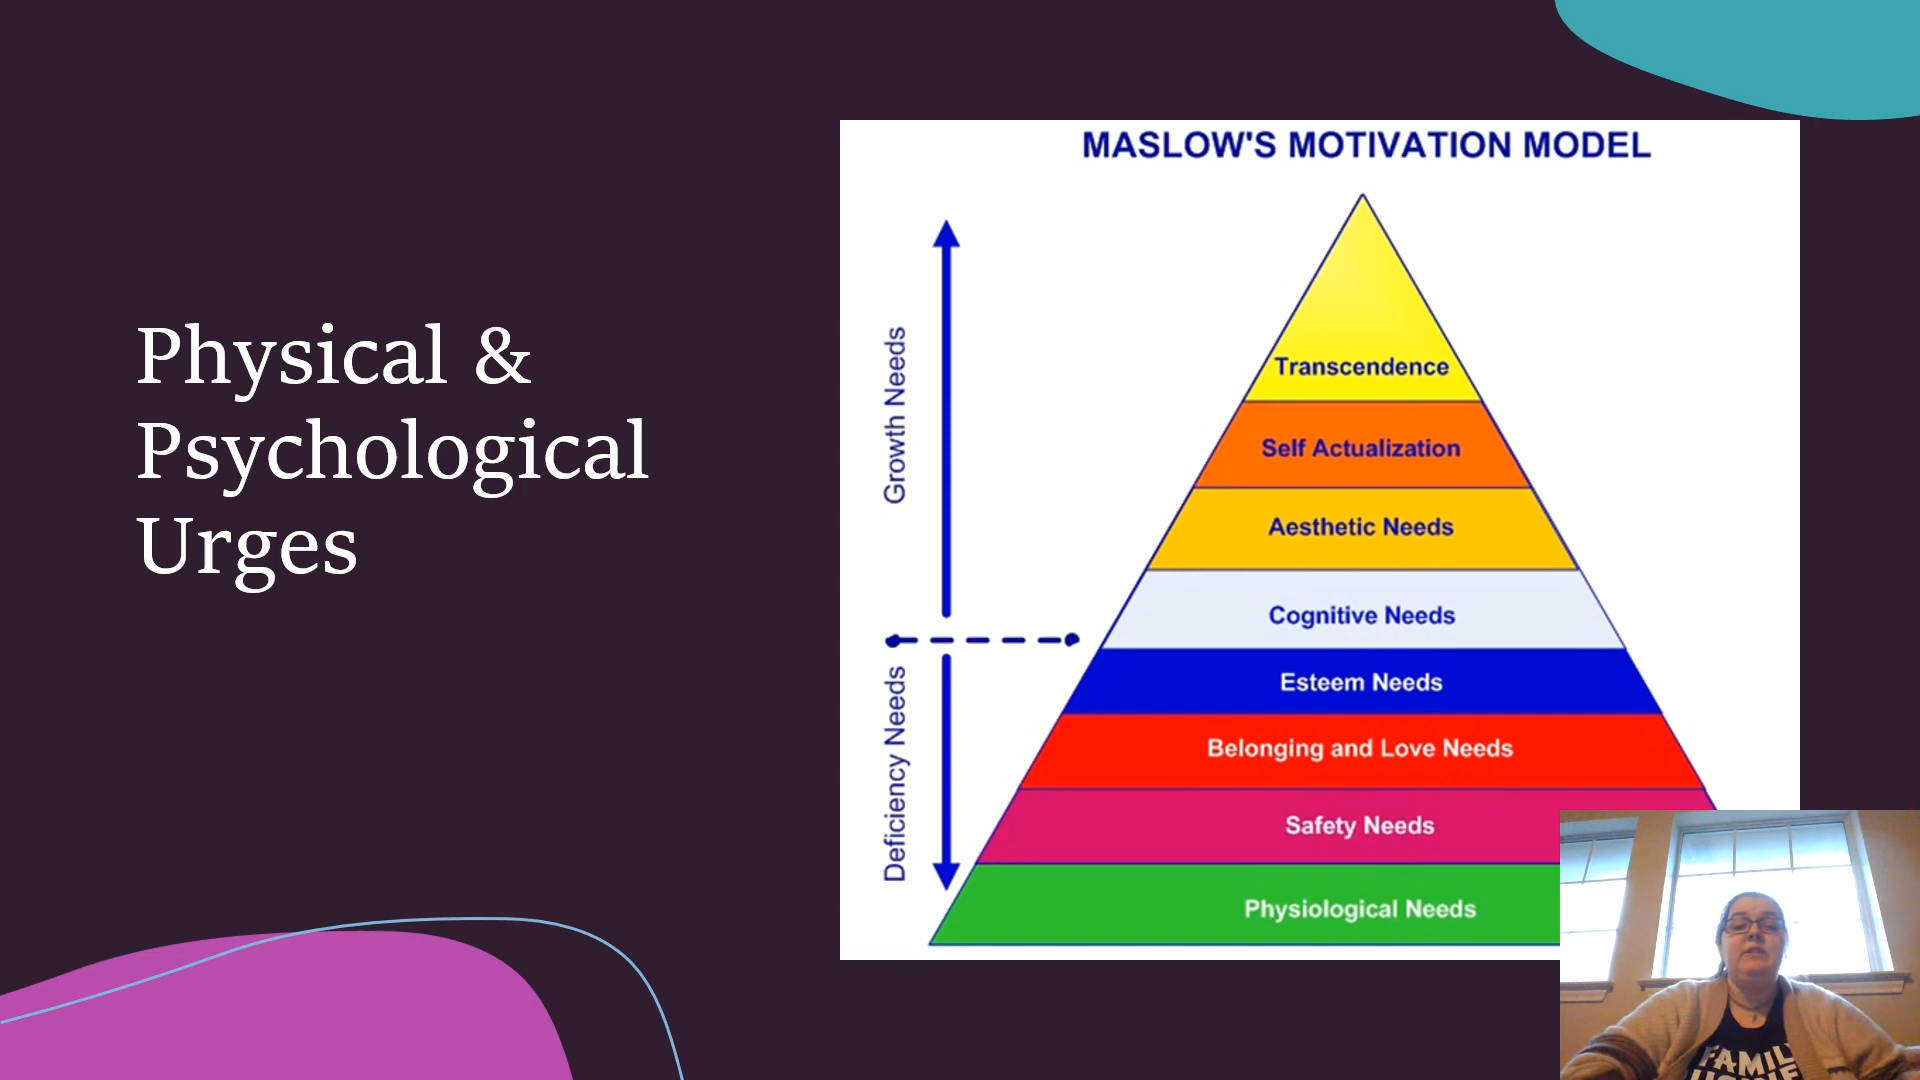 Physical &
Psychological
Urges
MASLOW'S MOTIVATION MODEL
Growth Needs
Deficiency Needs
Transcendence
Self Actualization
Aesthetic Needs
Cognitive Needs
Esteem Needs
Belonging and Love Needs
Safety Needs
Physiological Needs